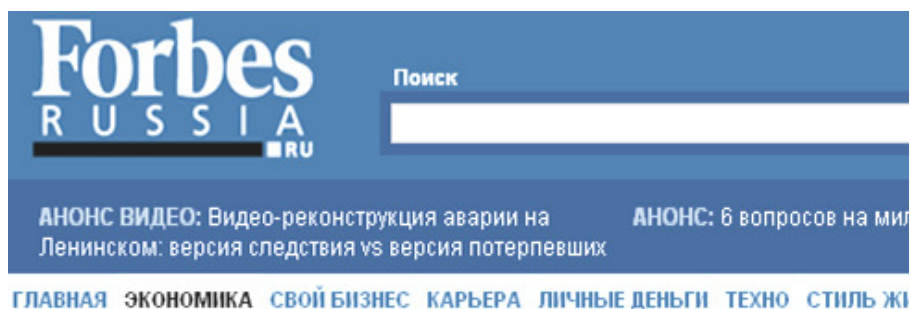 Forbes
RUSSIA
RU
Поиск
АНОНС ВИДЕО: Видео-реконструкция аварии на
Ленинском: версия следствия vs версия потерпевших
АНОНС: 6 вопросов на
ГЛАВНАЯ ЭКОНОМИКА СВОЙ БИЗНЕС КАРЬЕРА ЛИЧНЫЕ ДЕНЬГИ ТЕХНО СТИЛЬ